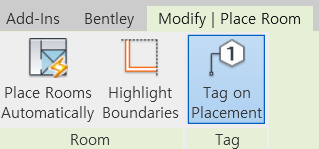 Add-Ins Bentley Modify | Place Room
1
Place Rooms Highlight Tag on
Automatically Boundaries Placement
Room Tag